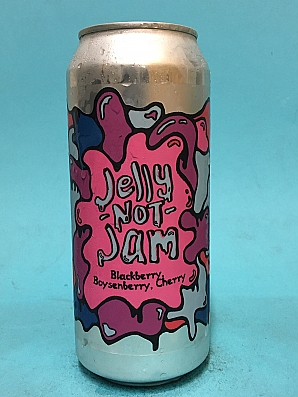 Jelly
-NOT-
Jam
Blackberry,
Boysenberry, Cherry